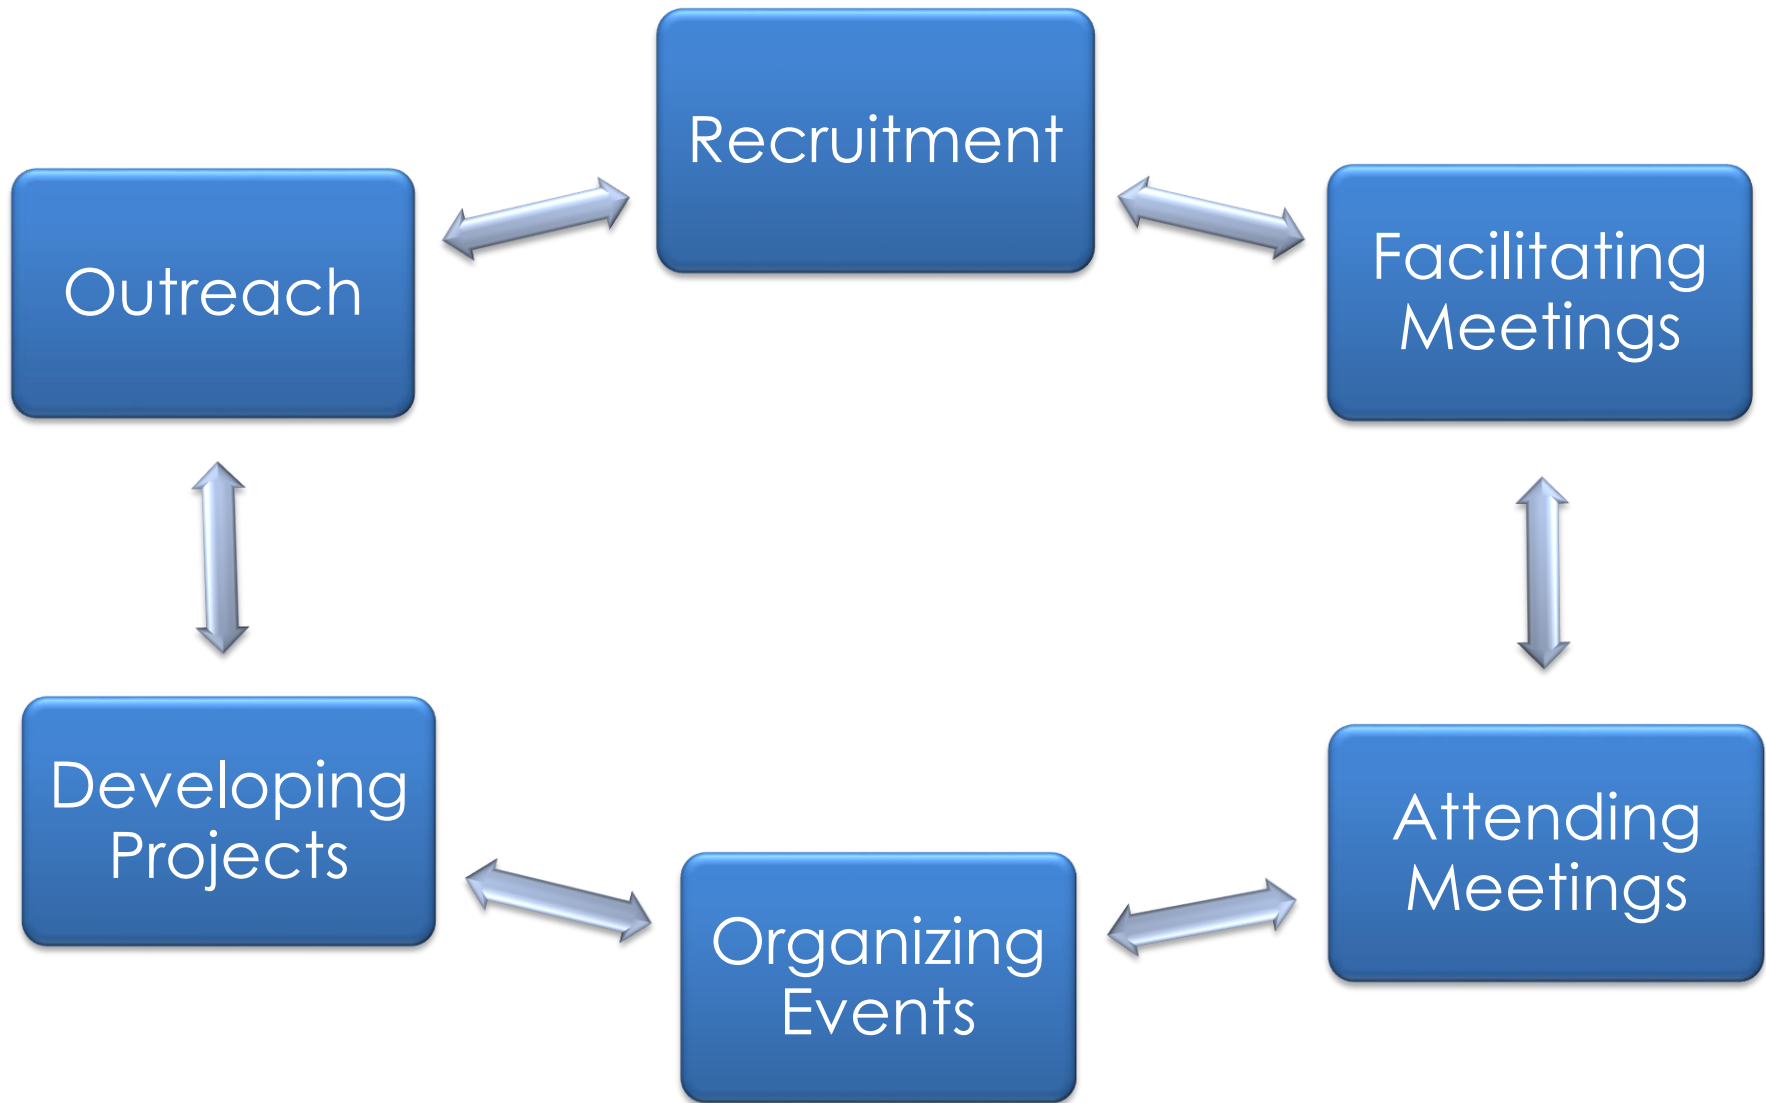 Recruitment
Facilitating
Meetings
Attending
Meetings
Organizing
Events
Developing
Projects
Outreach